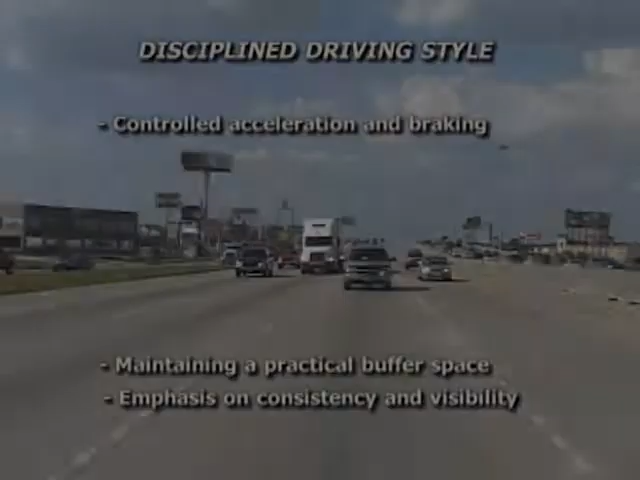 DISCIPLINED DRIVING STYLE
- Controlled acceleration and braking
- Maintaining a practical buffer space
- Emphasis on consistency and visibility